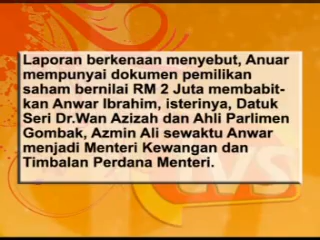 Laporan berkenaan menyebut, Anuar
mempunyai dokumen pemilikan
saham bernilai RM 2 Juta membabit-
kan Anwar Ibrahim, isterinya, Datuk
Seri Dr.Wan Azizah dan Ahli Parlimen
Gombak, Azmin Ali sewaktu Anwar
menjadi Menteri Kewangan dan
Timbalan Perdana Menteri.